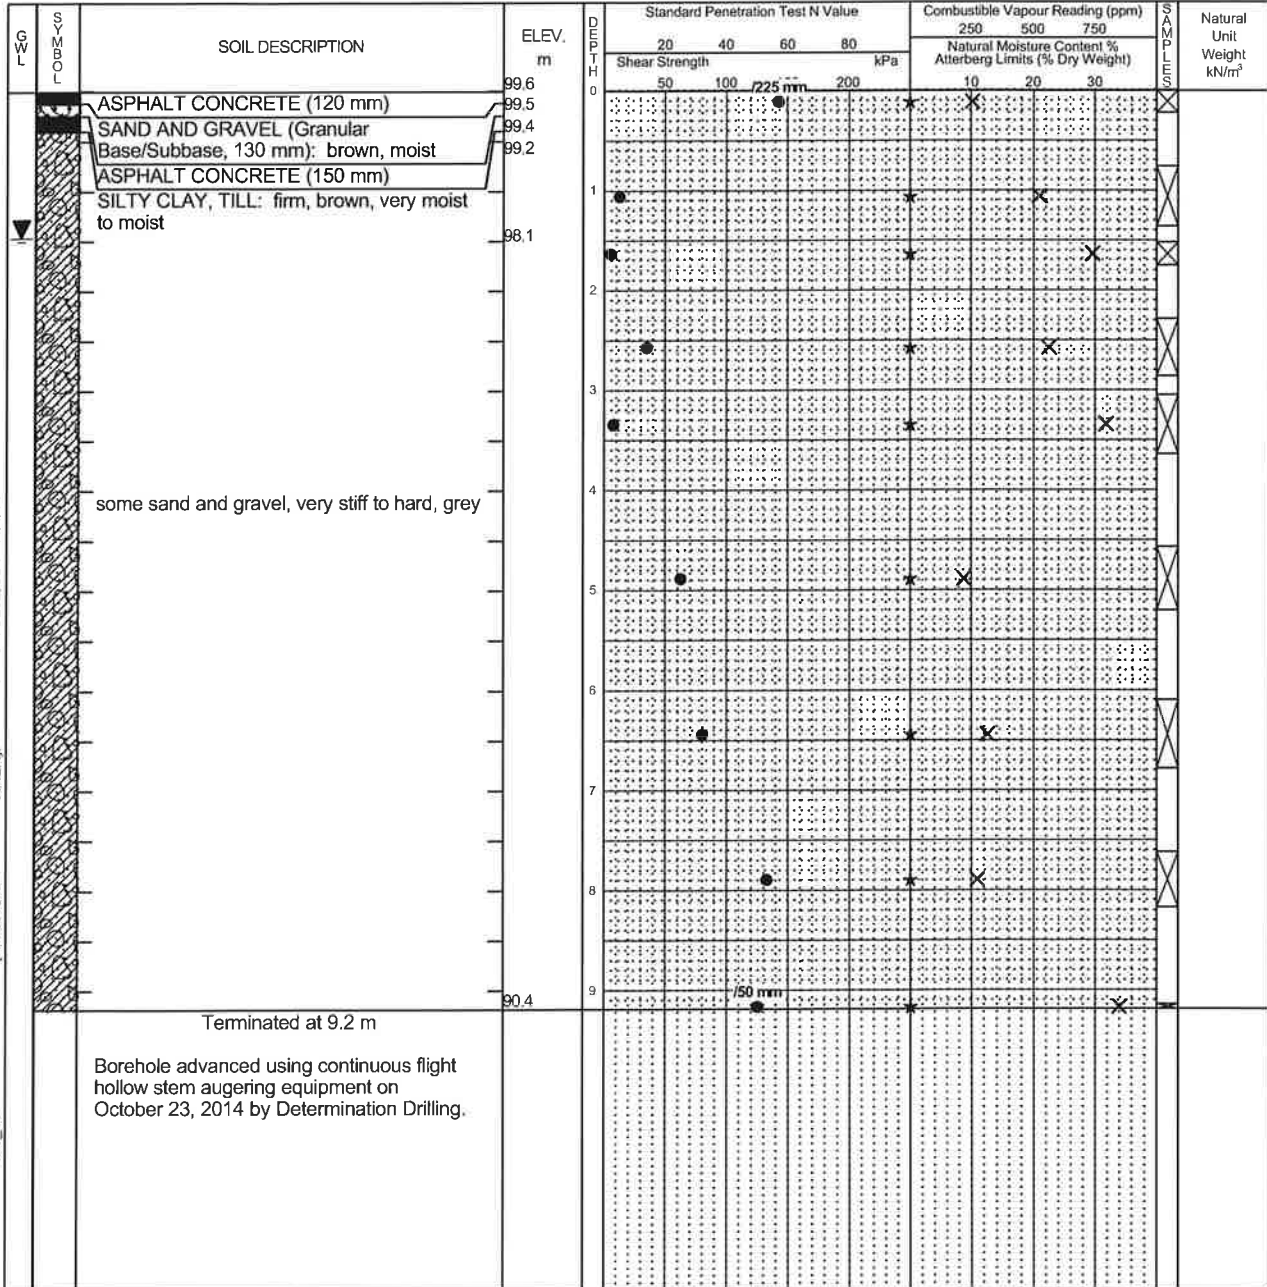 GWL
SYMBOL
SOIL DESCRIPTION
ELEV.
m
DEPTH
Standard Penetration Test N Value
20 40 60 80
Shear Strength kPa
50 100 200
Combustible Vapour Reading (ppm)
250 500 750
Natural Moisture Content %
Atterberg Limits (% Dry Weight)
10 20 30
SAMPLES
Natural
Unit
Weight
kN/m³
99.6
0
/225 mm
ASPHALT CONCRETE (120 mm)
99.5
SAND AND GRAVEL (Granular
Base/Subbase, 130 mm): brown, moist
99.4
99.2
ASPHALT CONCRETE (150 mm)
SILTY CLAY, TILL: firm, brown, very moist
to moist
1
98.1
2
3
4
some sand and gravel, very stiff to hard, grey
5
6
7
8
9
/50 mm
90.4
Terminated at 9.2 m
Borehole advanced using continuous flight
hollow stem augering equipment on
October 23, 2014 by Determination Drilling.